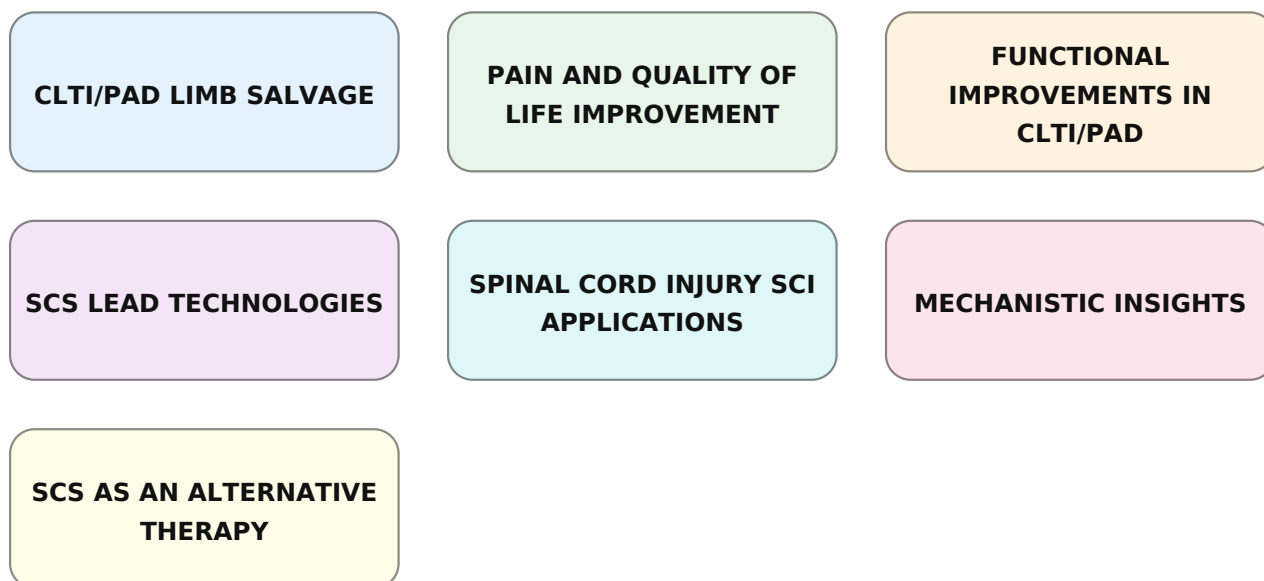 CLTI/PAD LIMB SALVAGE
PAIN AND QUALITY OF
LIFE IMPROVEMENT
FUNCTIONAL
IMPROVEMENTS IN
CLTI/PAD
SCS LEAD TECHNOLOGIES
SPINAL CORD INJURY SCI
APPLICATIONS
MECHANISTIC INSIGHTS
SCS AS AN ALTERNATIVE
THERAPY